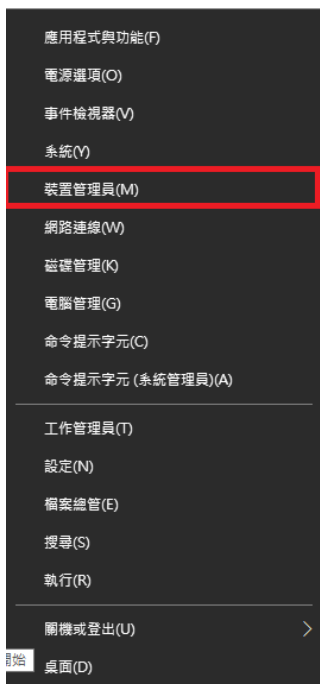 應用程式與功能(F)
電源選項(O)
事件檢視器(V)
系統(Y)
裝置管理員(M)
網路連線(W)
磁碟管理(K)
電腦管理(G)
命令提示字元(C)
命令提示字元 (系統管理員)(A)
工作管理員(T)
設定(N)
檔案總管(E)
搜尋(S)
執行(R)
關機或登出(U)
開始
桌面(D)